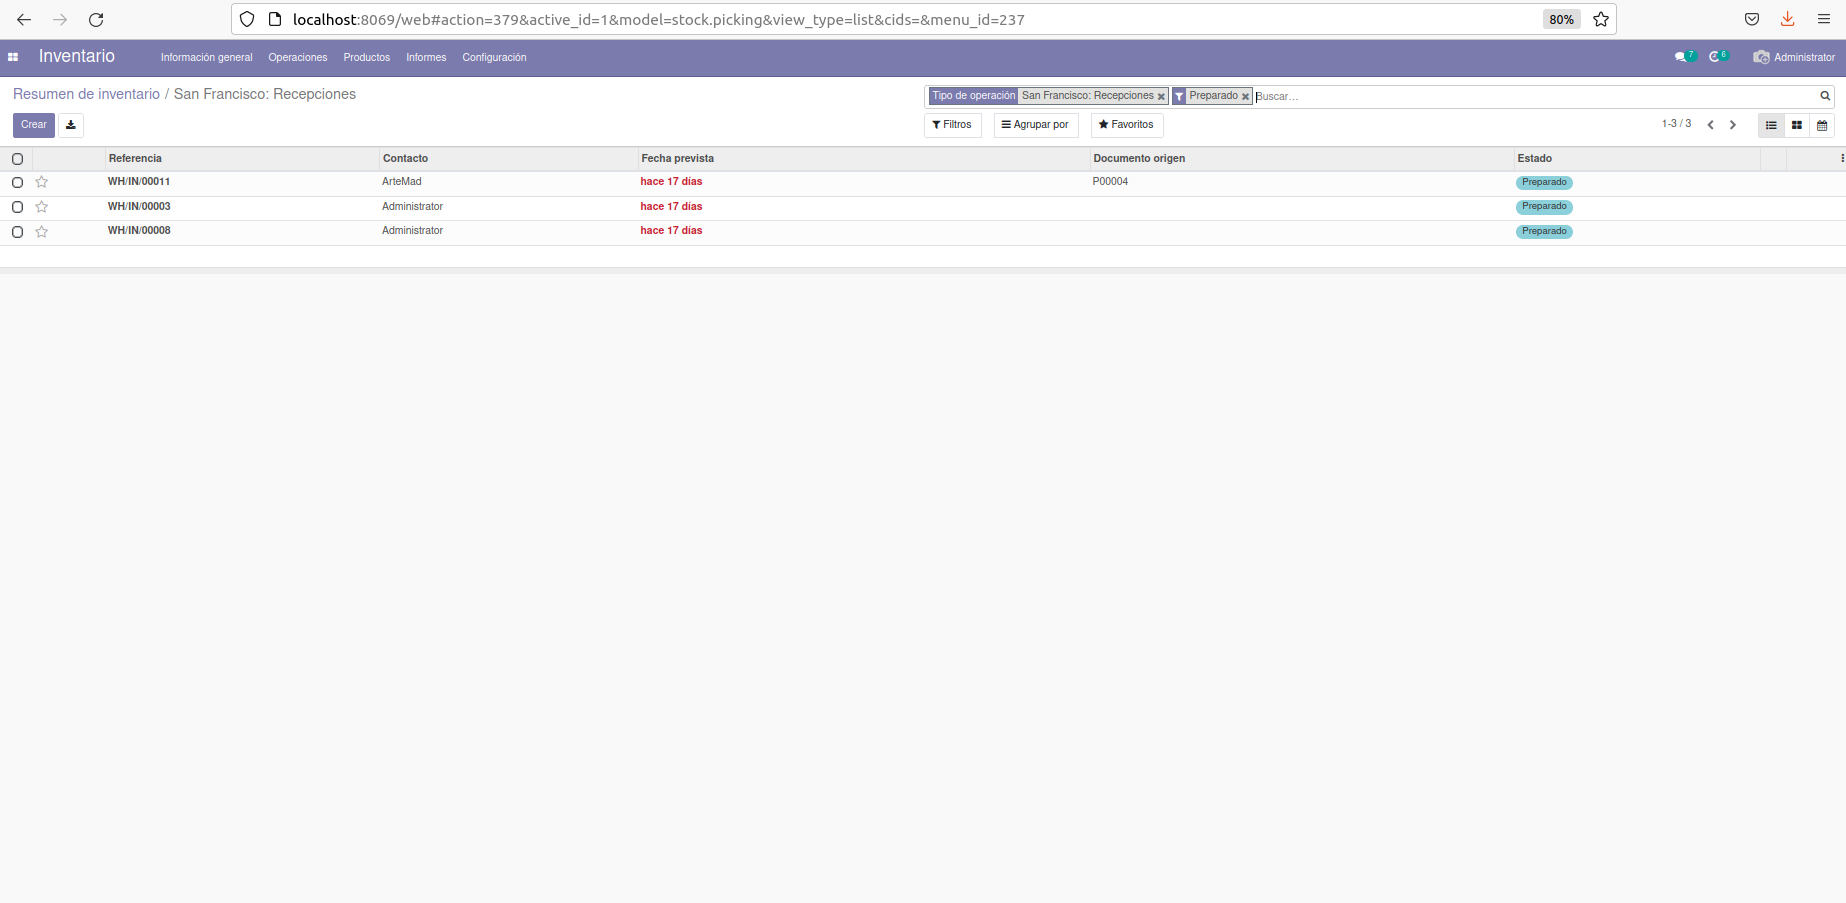 localhost:8069/web#action=379&active_id=1&model=stock.picking&view_type=list&cids=&menu_id=237 80%
Inventario Información general Operaciones Productos Informes Configuración 7 6 Administrator
Resumen de inventario / San Francisco: Recepciones
Tipo de operación San Francisco: Recepciones Preparado Buscar...
Crear Filtros Agrupar por Favoritos 1-3 / 3
Referencia Contacto Fecha prevista Documento origen Estado
WH/IN/00011 ArteMad hace 17 días P00004 Preparado
WH/IN/00003 Administrator hace 17 días Preparado
WH/IN/00008 Administrator hace 17 días Preparado